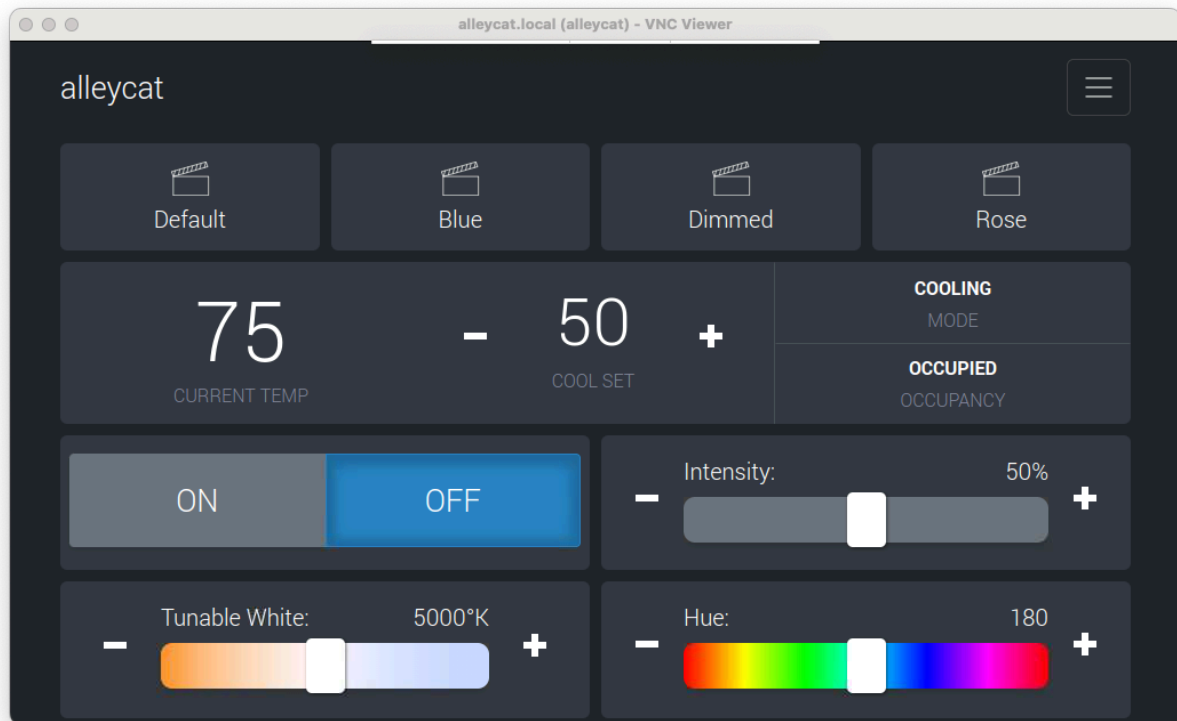 alleycat.local (alleycat) - VNC Viewer
alleycat
Default
Blue
Dimmed
Rose
75
CURRENT TEMP
-
50
+
COOL SET
COOLING
MODE
OCCUPIED
OCCUPANCY
ON
OFF
Intensity:
50%
-
+
Tunable White:
5000°K
-
+
Hue:
180
-
+